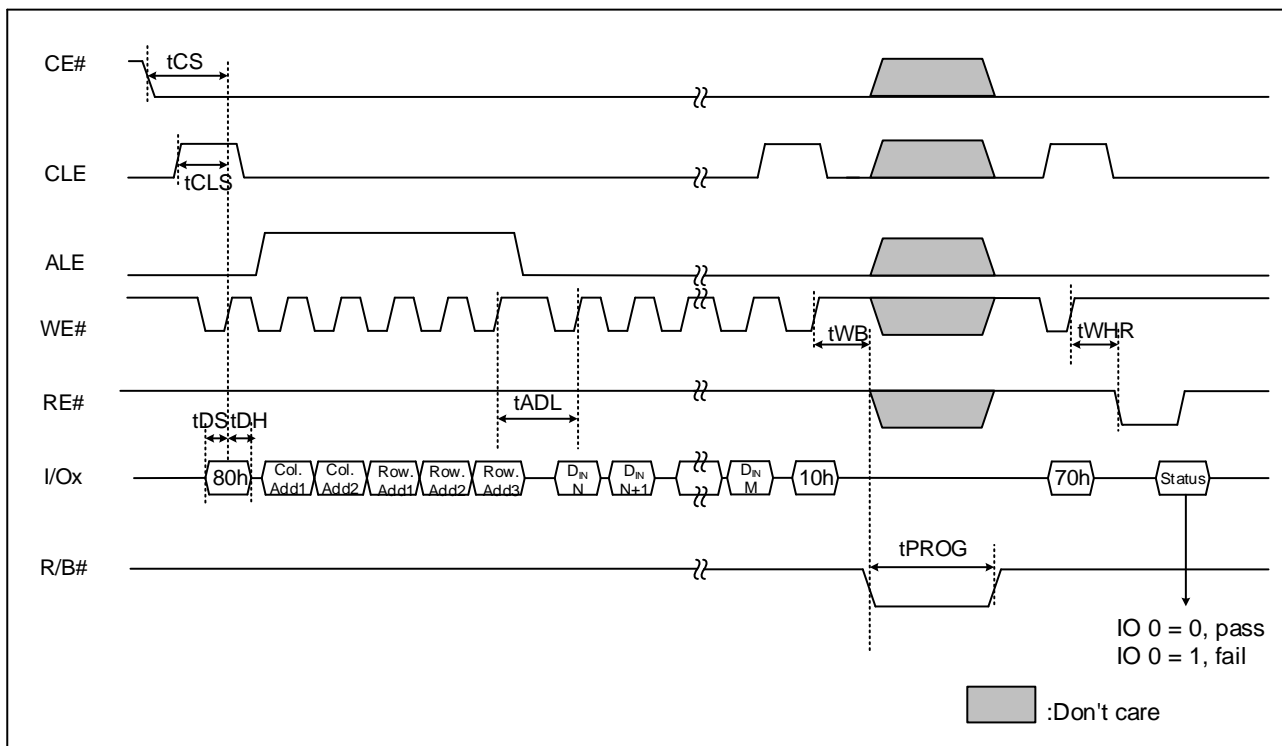 CE#
tCS
CLE
tCLS
ALE
WE#
tWB
tWHR
RE#
tADL
tDS
tDH
I/Ox
80h
Col. Add1
Col. Add2
Row. Add1
Row. Add2
Row. Add3
DIN N
DIN N+1
DIN M
10h
70h
Status
R/B#
tPROG
IO 0 = 0, pass
IO 0 = 1, fail
:Don't care